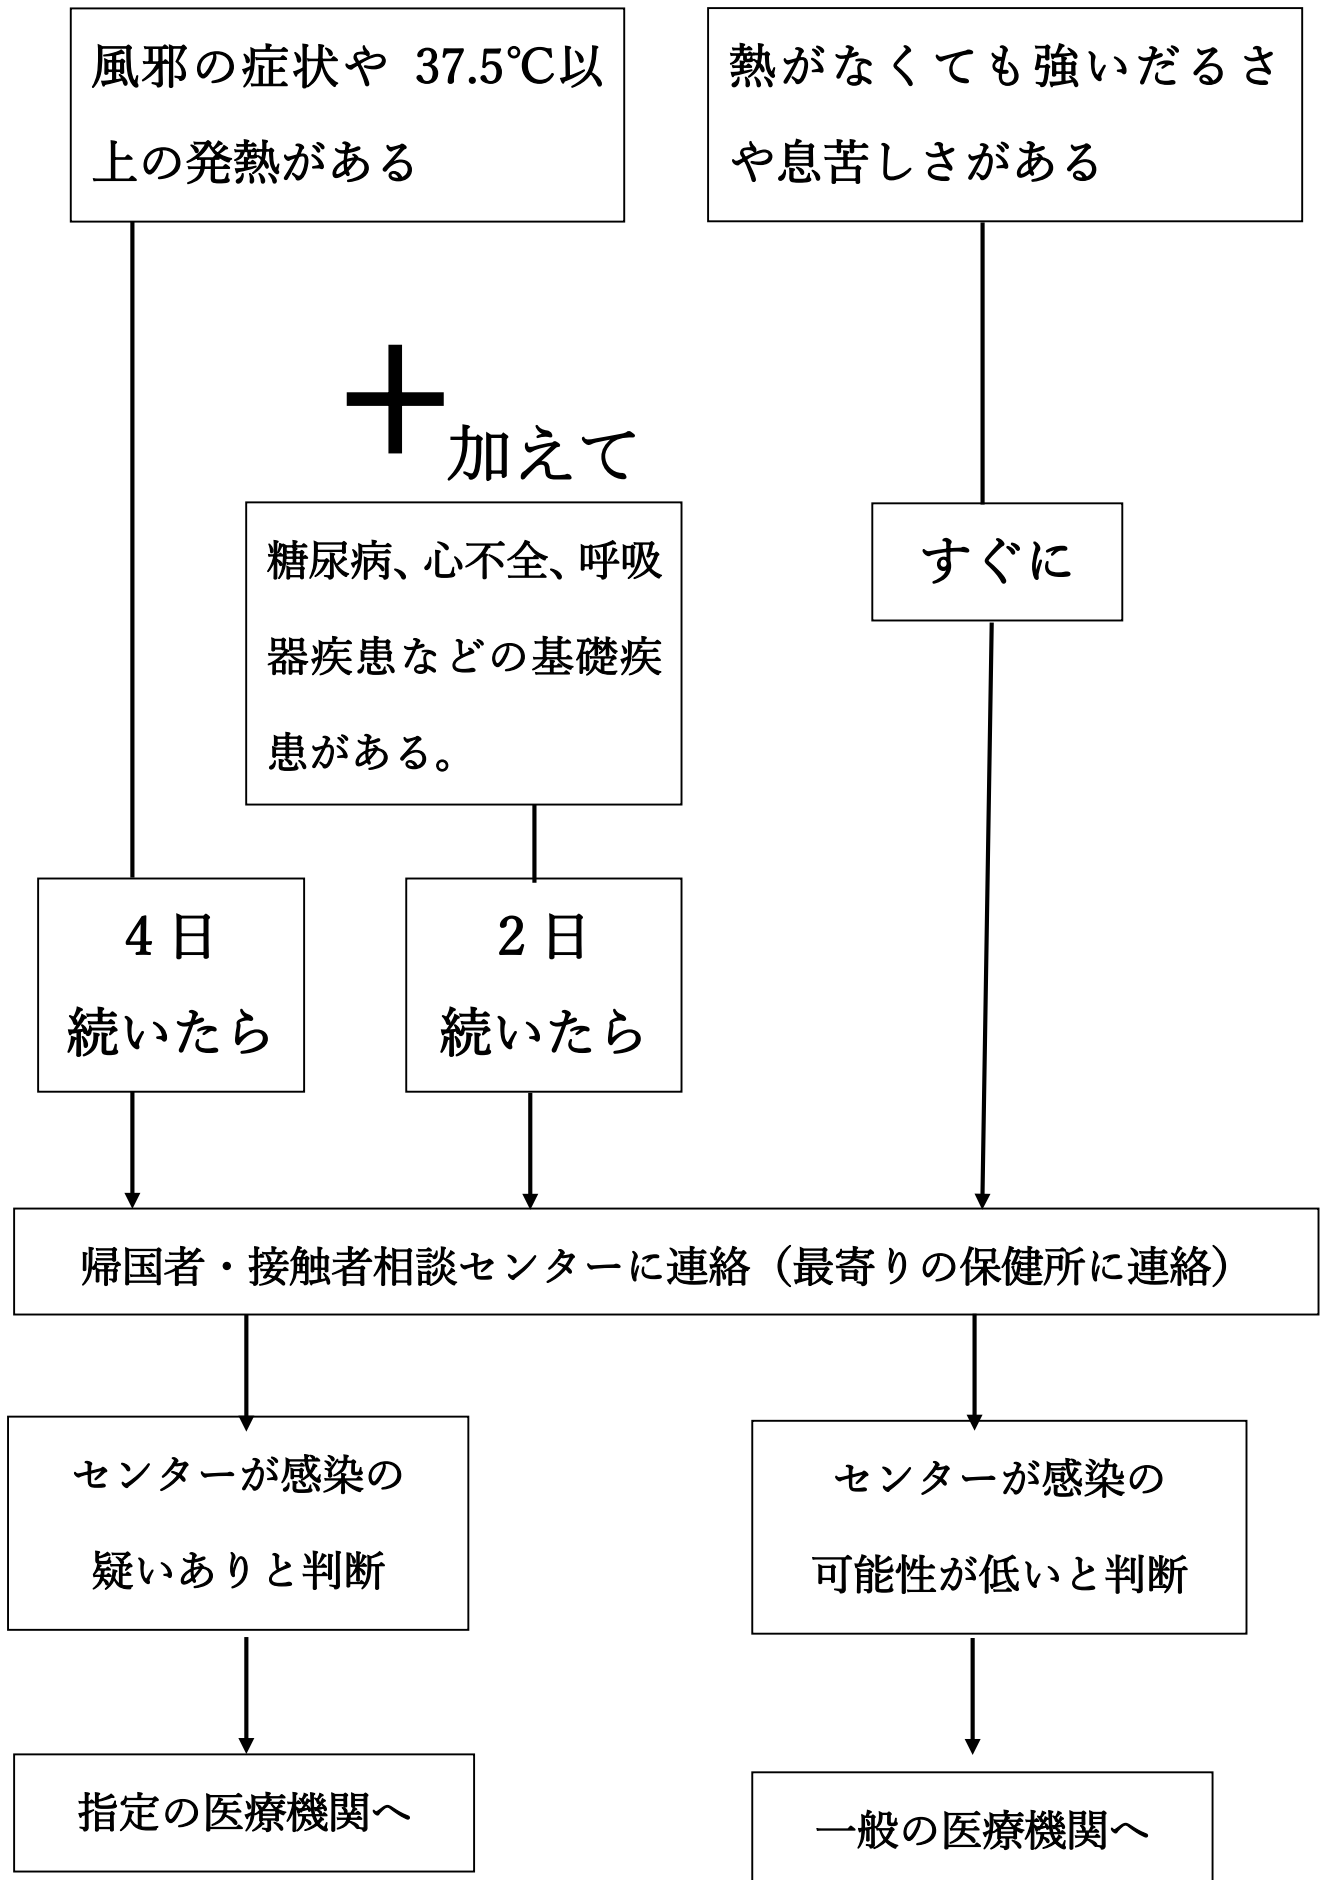 風邪の症状や 37.5℃以
上の発熱がある
熱がなくても強いだるさ
や息苦しさがある
＋
加えて
糖尿病、心不全、呼吸
器疾患などの基礎疾
患がある。
すぐに
4 日
続いたら
2 日
続いたら
帰国者・接触者相談センターに連絡（最寄りの保健所に連絡）
センターが感染の
疑いありと判断
センターが感染の
可能性が低いと判断
指定の医療機関へ
一般の医療機関へ